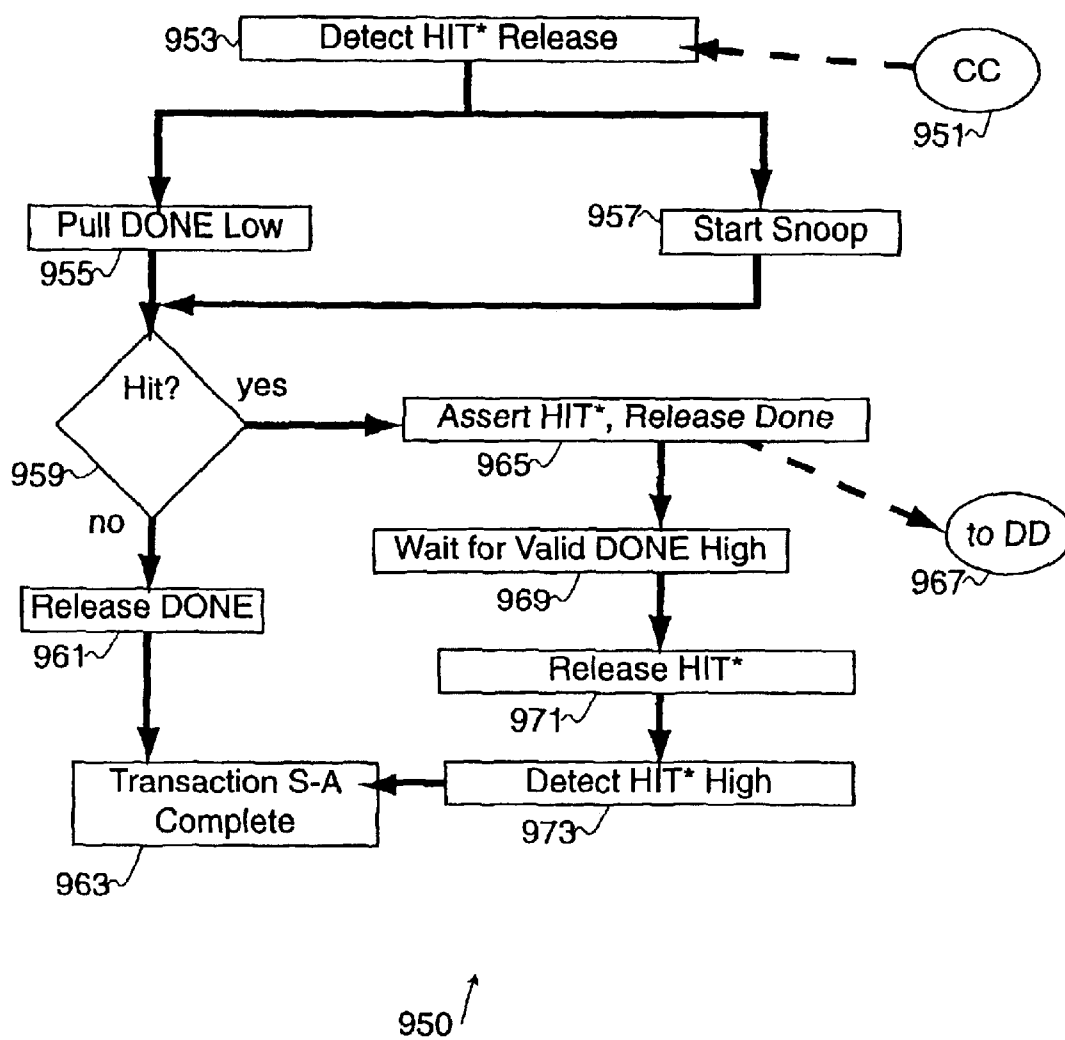 953
Detect HIT* Release
CC
951
Pull DONE Low
955
957
Start Snoop
Hit?
yes
959
no
Assert HIT*, Release Done
965
to DD
967
Wait for Valid DONE High
969
Release DONE
961
Release HIT*
971
Transaction S-A
Complete
963
Detect HIT* High
973
950